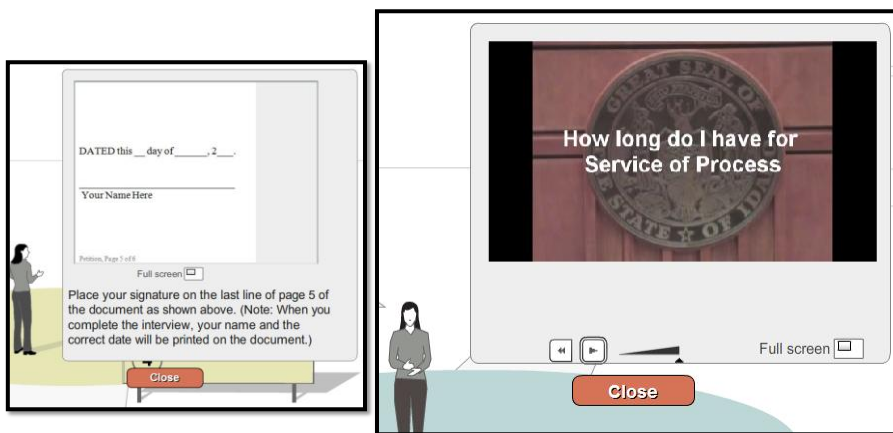 DATED this __ day of ______, 2___.
Your Name Here
Petition, Page 5 of 8
Full screen
Place your signature on the last line of page 5 of
the document as shown above. (Note: When you
complete the interview, your name and the
correct date will be printed on the document.)
Close
GREAT SEAL OF
THE STATE OF IDAHO
How long do I have for
Service of Process
Full screen
Close